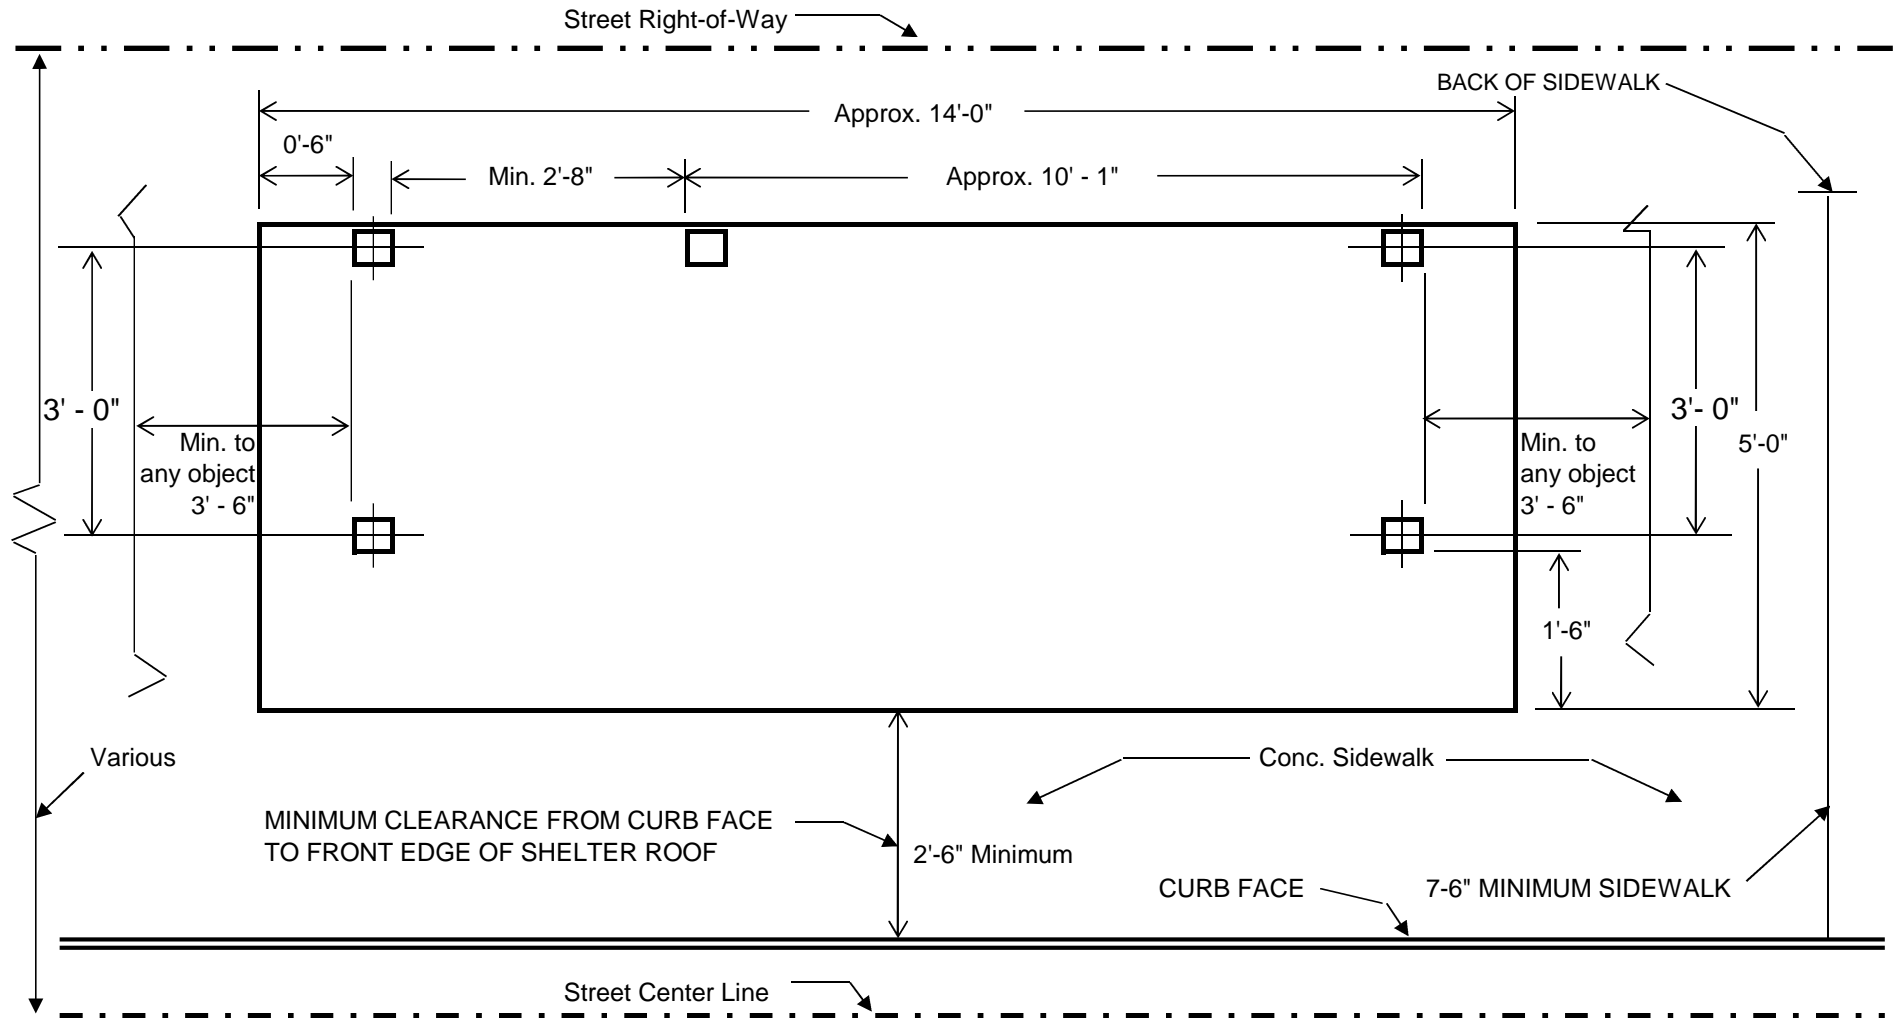 Street Right-of-Way
BACK OF SIDEWALK
Approx. 14'-0"
0'-6"
Min. 2'-8"
Approx. 10' - 1"
3' - 0"
Min. to
any object
3' - 6"
3'- 0"
Min. to
any object
3' - 6"
5'-0"
1'-6"
Various
Conc. Sidewalk
MINIMUM CLEARANCE FROM CURB FACE
TO FRONT EDGE OF SHELTER ROOF
2'-6" Minimum
CURB FACE
7-6" MINIMUM SIDEWALK
Street Center Line